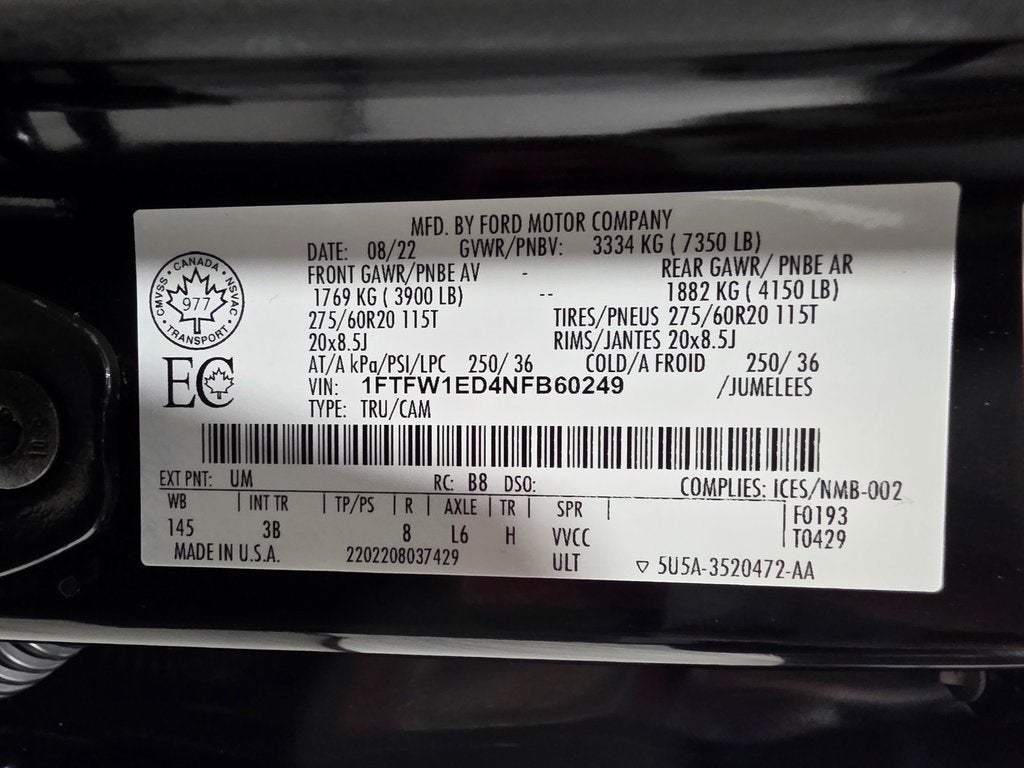 MFD. BY FORD MOTOR COMPANY
DATE: 08/22 GVWR/PNBV: 3334 KG ( 7350 LB)
FRONT GAWR/PNBE AV - REAR GAWR/ PNBE AR
1769 KG ( 3900 LB) -- 1882 KG ( 4150 LB)
275/60R20 115T TIRES/PNEUS 275/60R20 115T
20x8.5J RIMS/JANTES 20x8.5J
AT/A kPa/PSI/LPC 250/ 36 COLD/A FROID 250/ 36
VIN: 1FTFW1ED4NFB60249 /JUMELEES
TYPE: TRU/CAM
CMVSS • CANADA • NSVAC
977
• TRANSPORT •
EC
EXT PNT: UM RC: B8 DSO: COMPLIES: ICES/NMB-002
WB | INT TR | TP/PS | R | AXLE | TR | SPR | F0193
145 3B 8 L6 H VVCC T0429
MADE IN U.S.A. 2202208037429 ULT ▽ 5U5A-3520472-AA